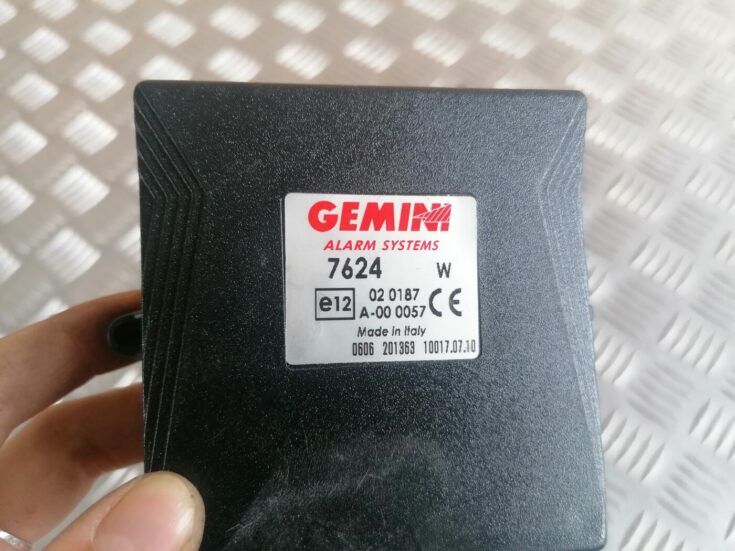 GEMINI
ALARM SYSTEMS
7624 W
e12 02 0187 CE
A-00 0057
Made in Italy
0606 201363 10017.07.10